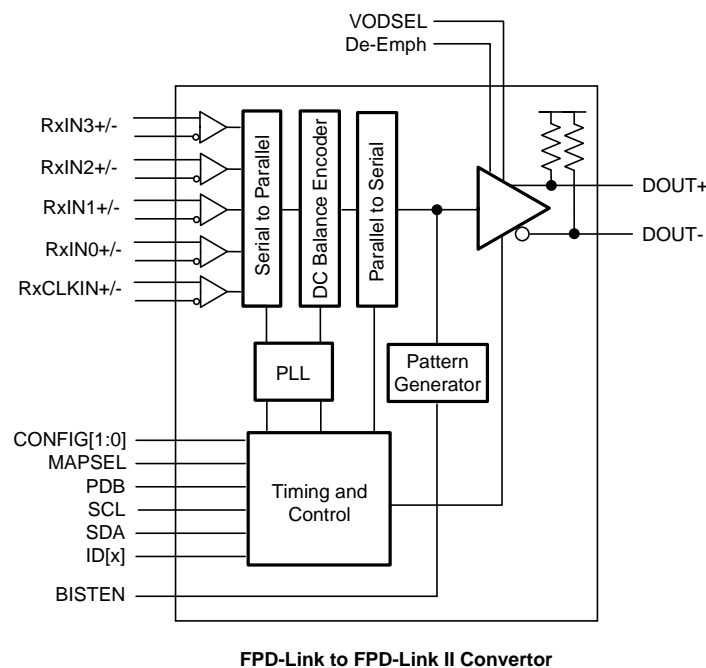 VODSEL
De-Emph
RxIN3+/-
RxIN2+/-
RxIN1+/-
RxIN0+/-
RxCLKIN+/-
Serial to Parallel
DC Balance Encoder
Parallel to Serial
DOUT+
DOUT-
PLL
Pattern
Generator
CONFIG[1:0]
MAPSEL
PDB
SCL
SDA
ID[x]
BISTEN
Timing and
Control
FPD-Link to FPD-Link II Convertor